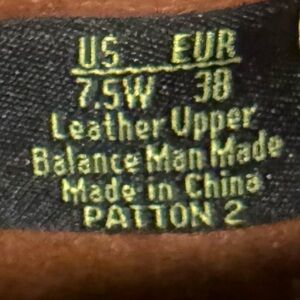 US EUR
7.5W 38
Leather Upper
Balance Man Made
Made in China
PATTON 2